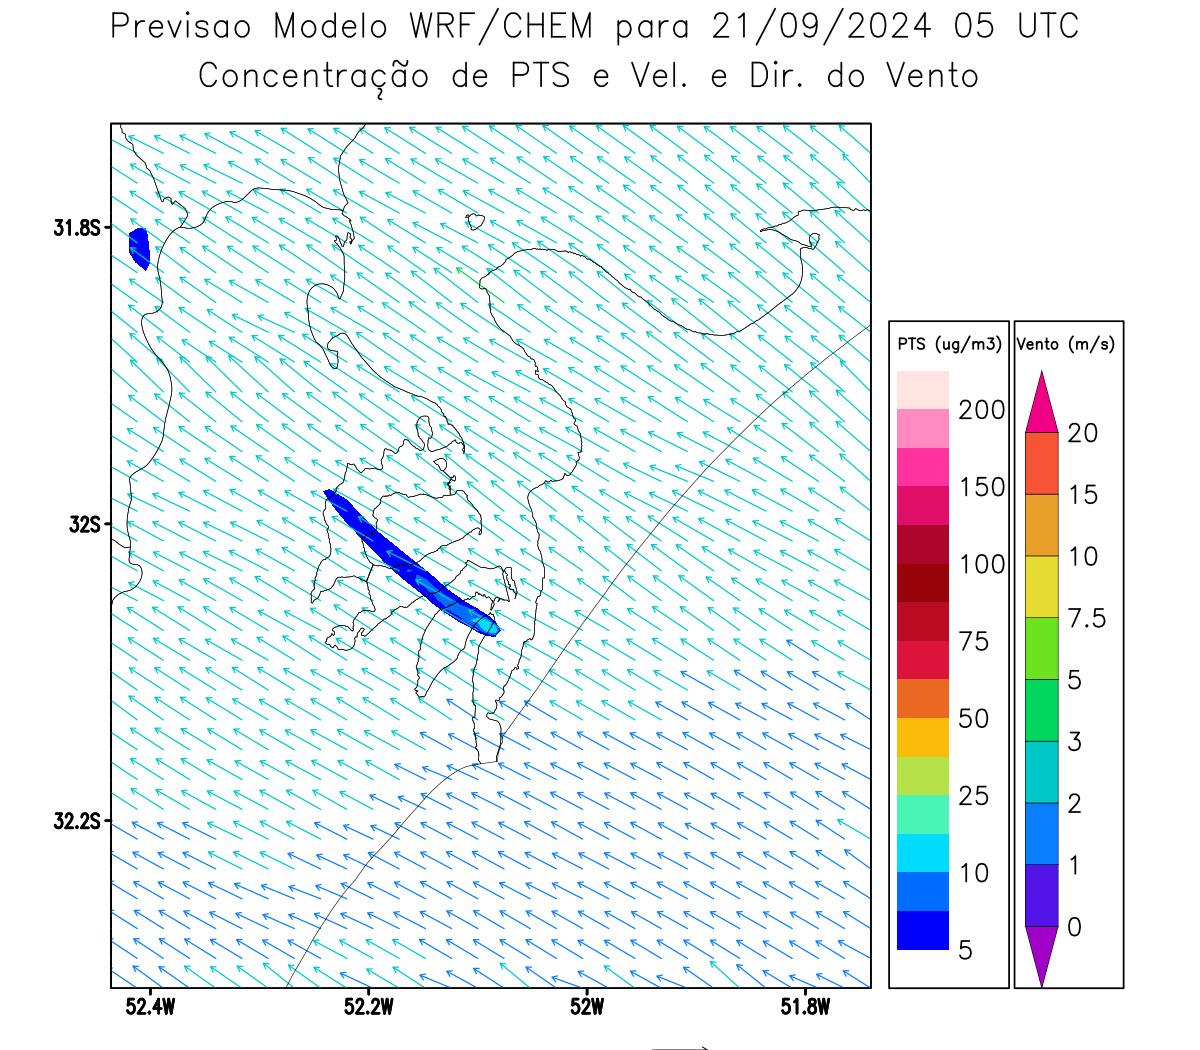 Previsao Modelo WRF/CHEM para 21/09/2024 05 UTC
Concentração de PTS e Vel. e Dir. do Vento
31.8S
32S
32.2S
52.4W 52.2W 52W 51.8W
PTS (ug/m3)
200
150
100
75
50
25
10
5
Vento (m/s)
20
15
10
7.5
5
3
2
1
0